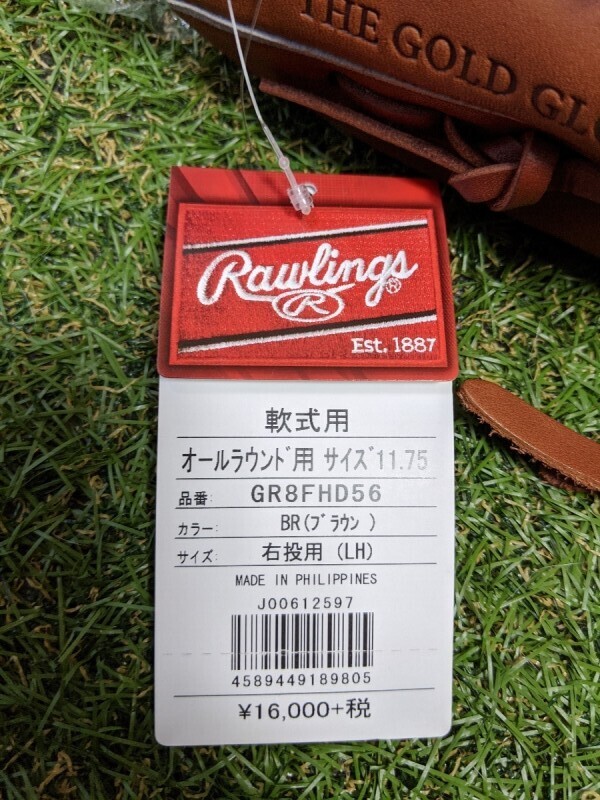 THE GOLD GLO
Rawlings®
R
Est. 1887
軟式用
オールラウンド用 サイズ11.75
品番: GR8FHD56
カラー: BR(ブラウン )
サイズ: 右投用 (LH)
MADE IN PHILIPPINES
J00612597
4589449189805
¥16,000+税